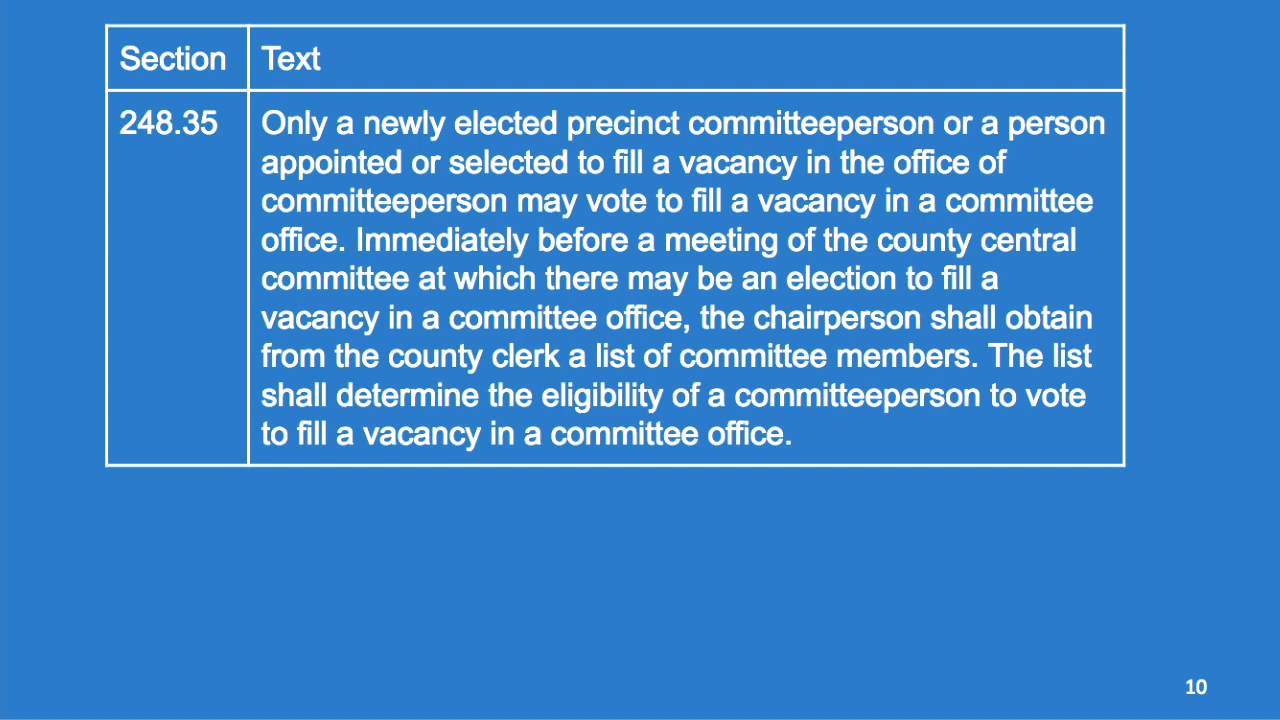 Section Text
248.35 Only a newly elected precinct committeeperson or a person
appointed or selected to fill a vacancy in the office of
committeeperson may vote to fill a vacancy in a committee
office. Immediately before a meeting of the county central
committee at which there may be an election to fill a
vacancy in a committee office, the chairperson shall obtain
from the county clerk a list of committee members. The list
shall determine the eligibility of a committeeperson to vote
to fill a vacancy in a committee office.
10